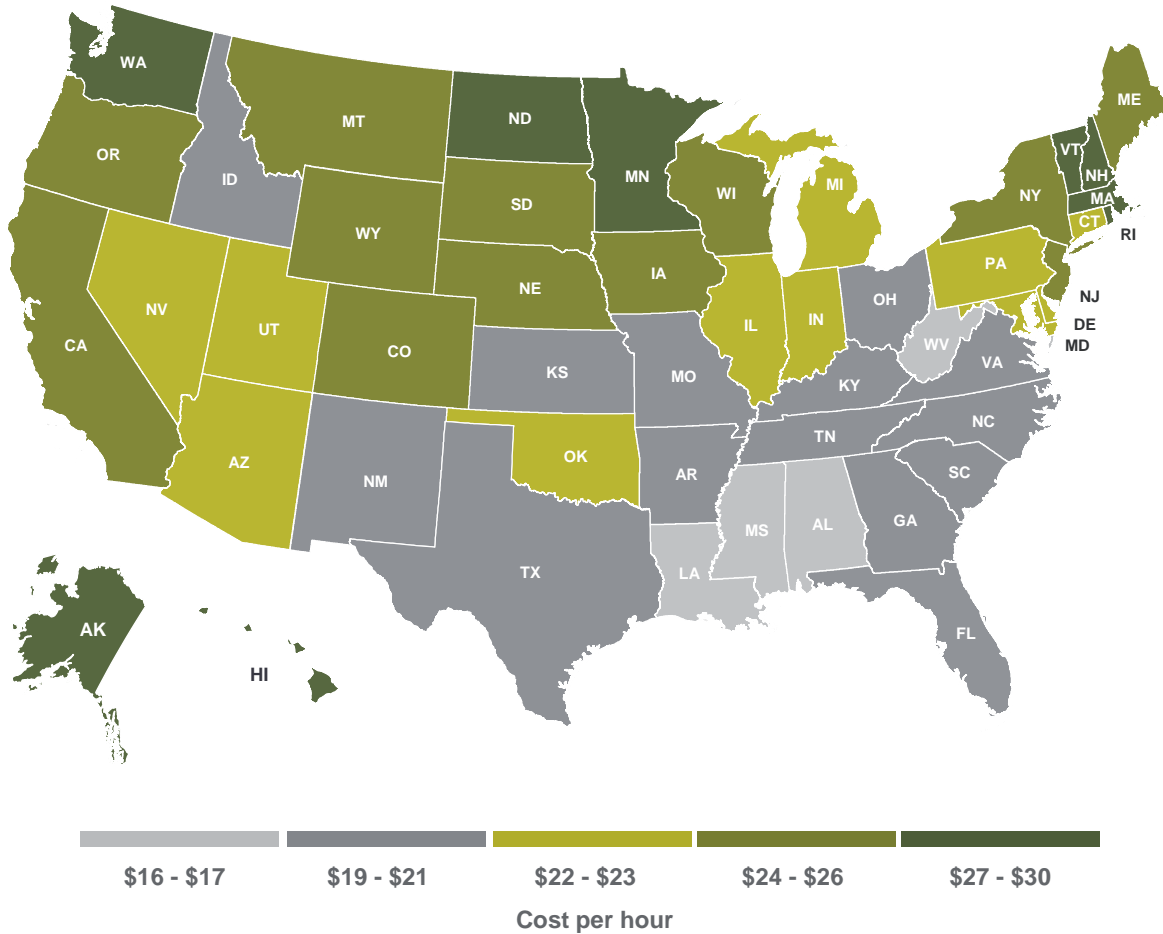 WA
ND
MT
ME
VT
OR
NH
MN
ID
WI
MI
NY
MA
SD
CT
RI
WY
PA
IA
NE
NJ
OH
NV
IL
IN
DE
UT
CA
WV
MD
CO
VA
KS
MO
KY
NC
TN
OK
AZ
SC
AR
NM
GA
MS
AL
TX
LA
AK
FL
HI
$16 - $17
$19 - $21
$22 - $23
$24 - $26
$27 - $30
Cost per hour